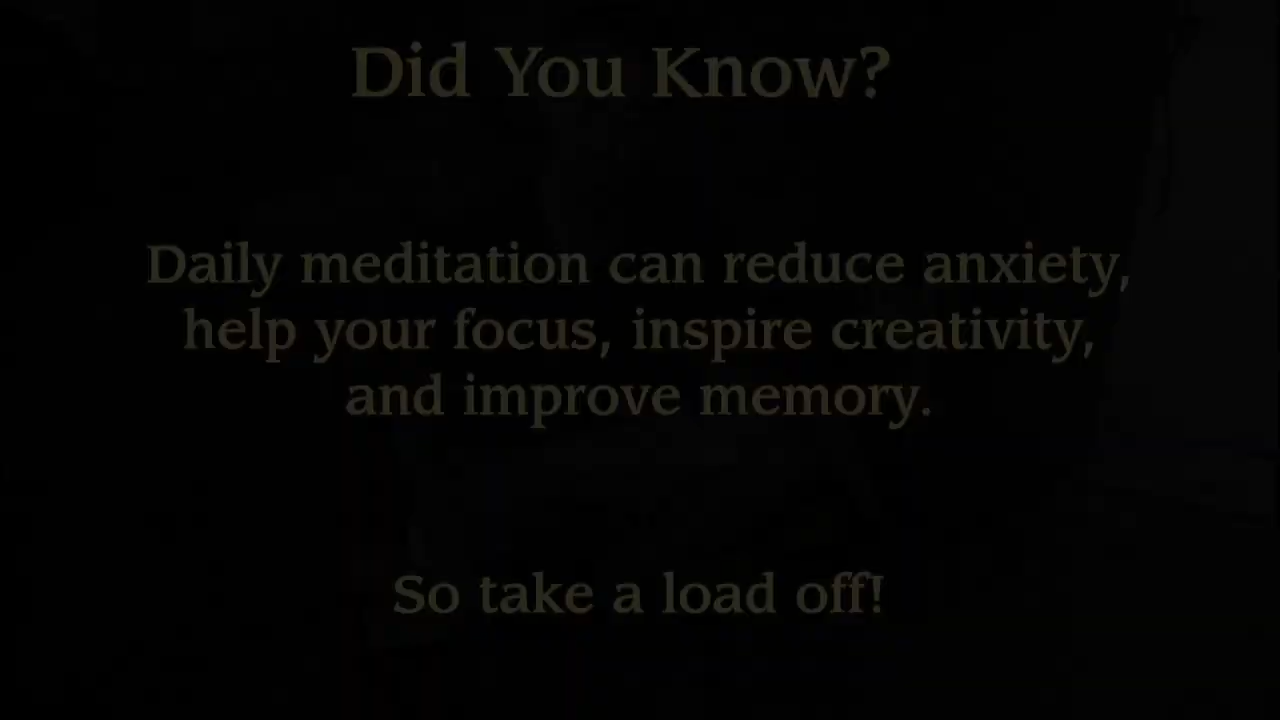 Did You Know?
Daily meditation can reduce anxiety,
help your focus, inspire creativity,
and improve memory.
So take a load off!